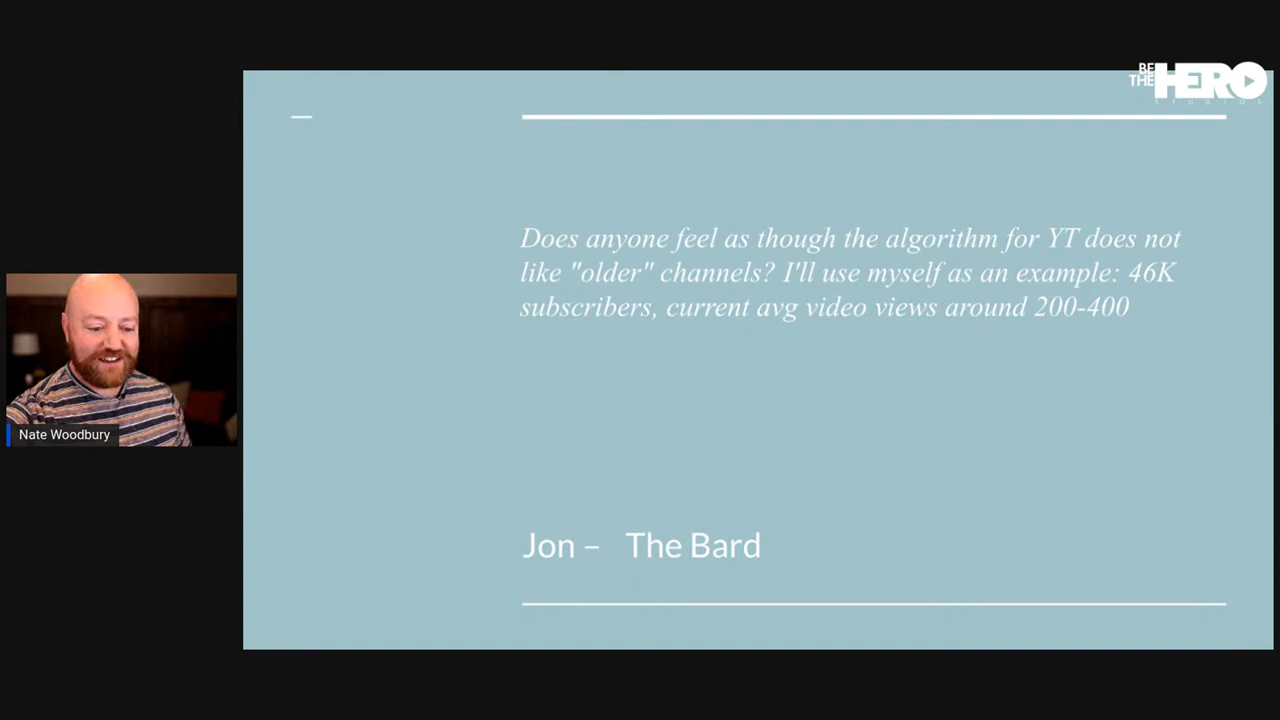 BE
THE HERO
STUDIOS
Does anyone feel as though the algorithm for YT does not
like "older" channels? I'll use myself as an example: 46K
subscribers, current avg video views around 200-400
Nate Woodbury
Jon – The Bard